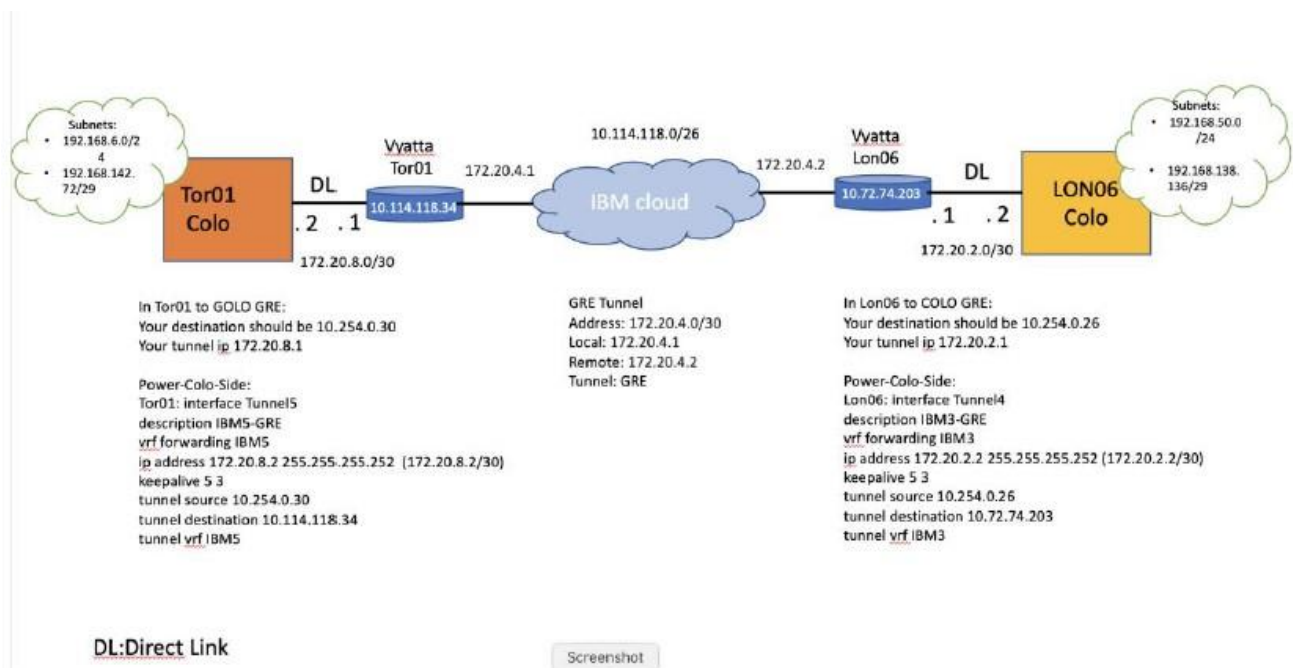 Subnets:
• 192.168.6.0/2
4
• 192.168.142.
72/29
Tor01
Colo
DL
. 2 . 1
172.20.8.0/30
Vyatta
Tor01
10.114.118.34
172.20.4.1
10.114.118.0/26
IBM cloud
172.20.4.2
Vyatta
Lon06
10.72.74.203
DL
. 1 . 2
172.20.2.0/30
LON06
Colo
Subnets:
• 192.168.50.0
/24
• 192.168.138.
136/29
In Tor01 to GOLO GRE:
Your destination should be 10.254.0.30
Your tunnel ip 172.20.8.1
Power-Colo-Side:
Tor01: interface Tunnel5
description IBM5-GRE
vrf forwarding IBM5
ip address 172.20.8.2 255.255.255.252 (172.20.8.2/30)
keepalive 5 3
tunnel source 10.254.0.30
tunnel destination 10.114.118.34
tunnel vrf IBM5
GRE Tunnel
Address: 172.20.4.0/30
Local: 172.20.4.1
Remote: 172.20.4.2
Tunnel: GRE
In Lon06 to COLO GRE:
Your destination should be 10.254.0.26
Your tunnel ip 172.20.2.1
Power-Colo-Side:
Lon06: interface Tunnel4
description IBM3-GRE
vrf forwarding IBM3
ip address 172.20.2.2 255.255.255.252 (172.20.2.2/30)
keepalive 5 3
tunnel source 10.254.0.26
tunnel destination 10.72.74.203
tunnel vrf IBM3
DL:Direct Link
Screenshot